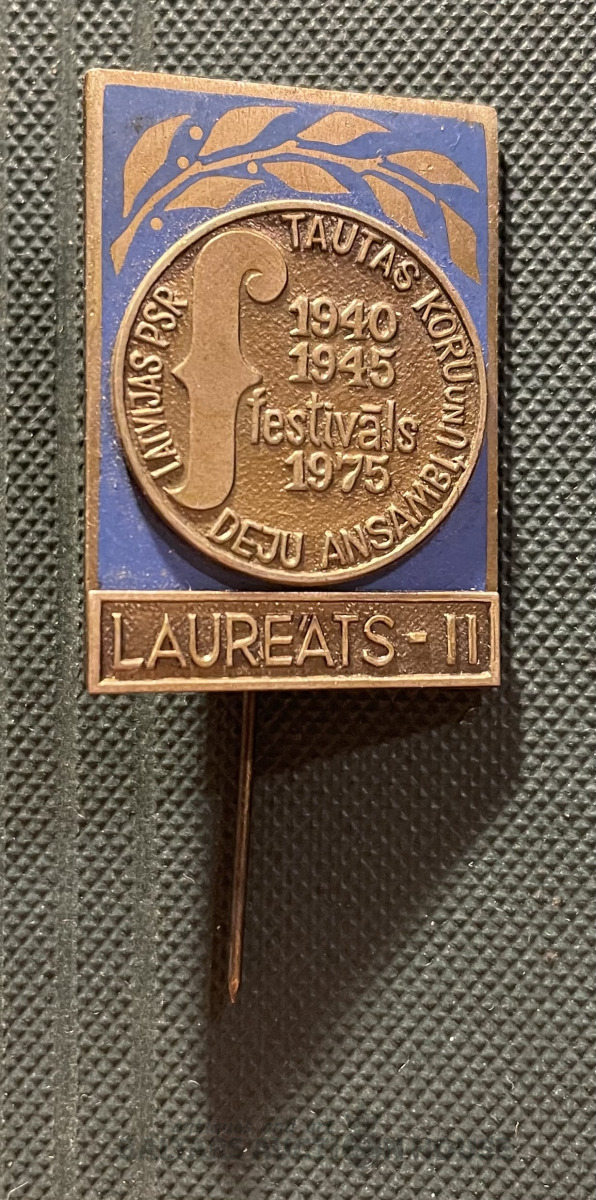 LATVIJAS PSR TAUTAS KORU UN DEJU ANSAMBĻU
1940
1945
festivāls
1975
LAUREĀTS - II